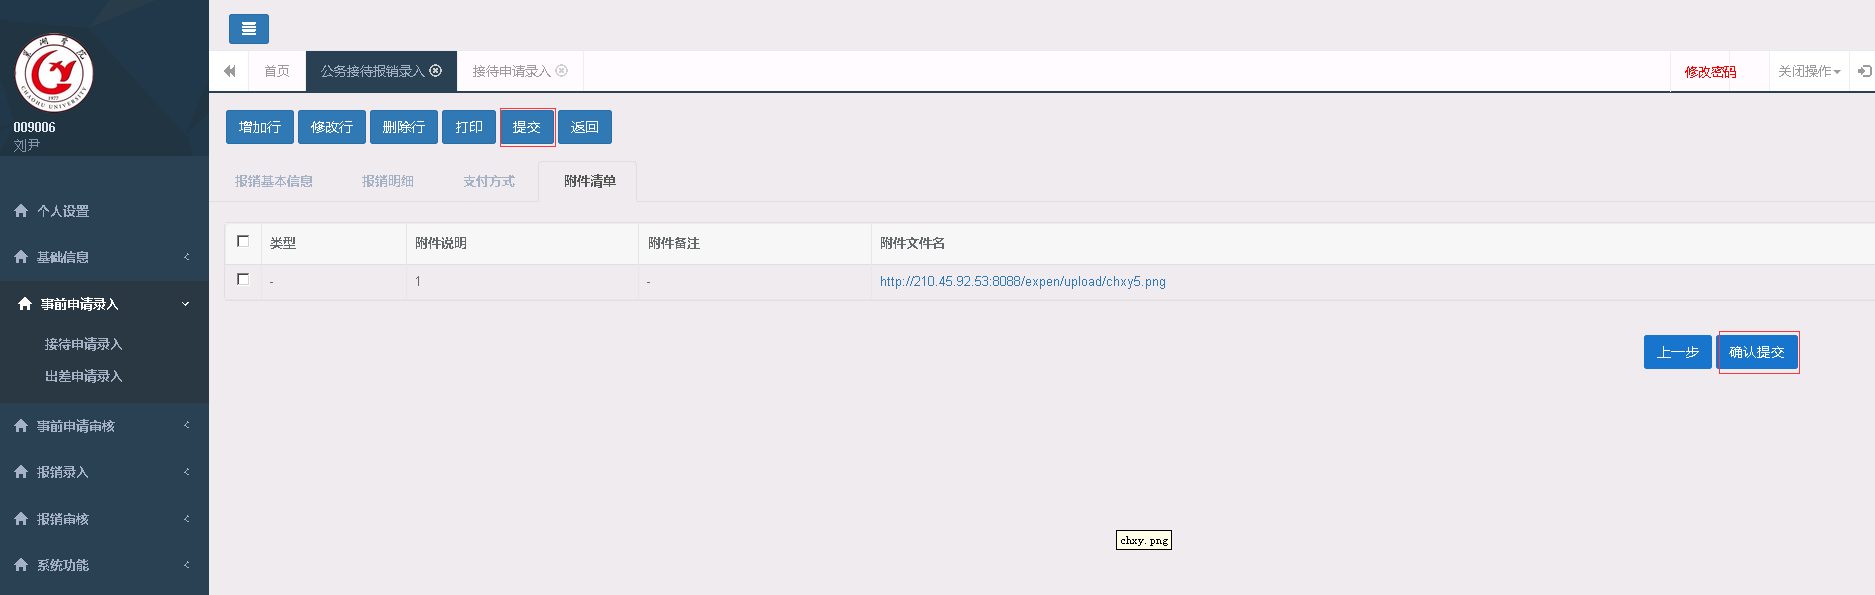 巢湖学院
CHAOHU UNIVERSITY
1977
009006
刘尹
个人设置
基础信息
事前申请录入
接待申请录入
出差申请录入
事前申请审核
报销录入
报销审核
系统功能
首页
公务接待报销录入
接待申请录入
修改密码
关闭操作
增加行
修改行
删除行
打印
提交
返回
报销基本信息
报销明细
支付方式
附件清单
类型
附件说明
附件备注
附件文件名
-
1
-
http://210.45.92.53:8088/expen/upload/chxy5.png
上一步
确认提交
chxy.png